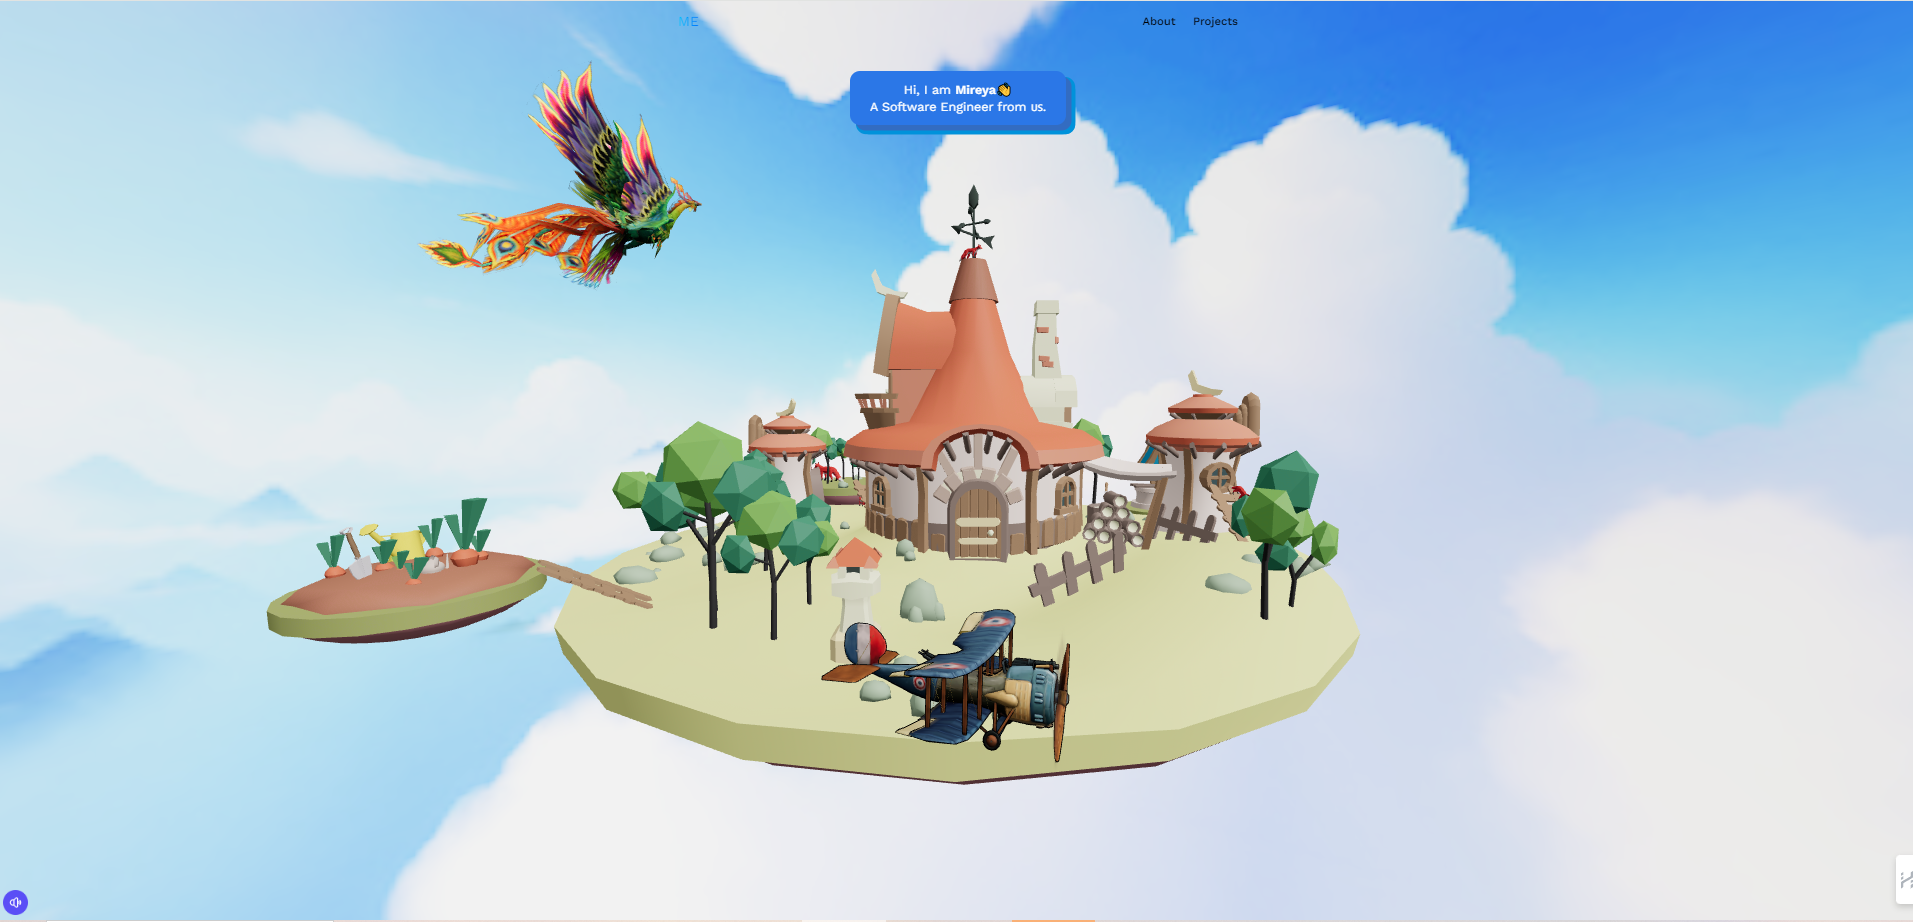 ME
About
Projects
Hi, I am Mireya👋
A Software Engineer from us.